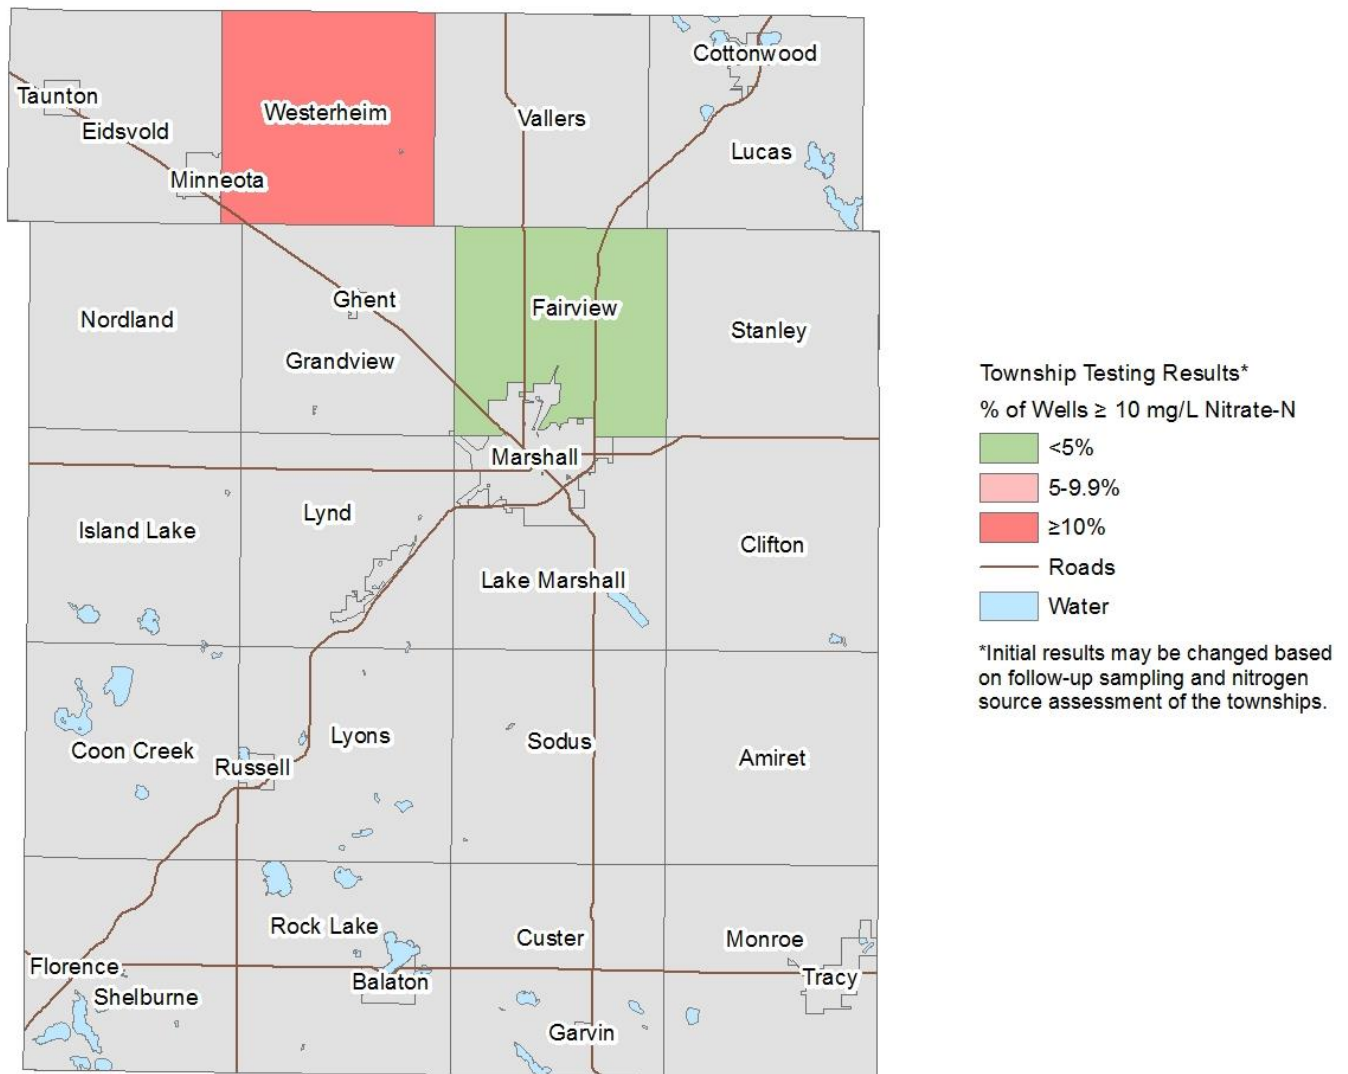 Cottonwood
Taunton
Westerheim
Vallers
Eidsvold
Lucas
Minneota
Ghent
Fairview
Nordland
Stanley
Grandview
Marshall
Lynd
Island Lake
Clifton
Lake Marshall
Lyons
Sodus
Coon Creek
Amiret
Russell
Rock Lake
Custer
Monroe
Florence
Tracy
Balaton
Shelburne
Garvin
Township Testing Results*
% of Wells ≥ 10 mg/L Nitrate-N
<5%
5-9.9%
≥10%
Roads
Water
*Initial results may be changed based
on follow-up sampling and nitrogen
source assessment of the townships.